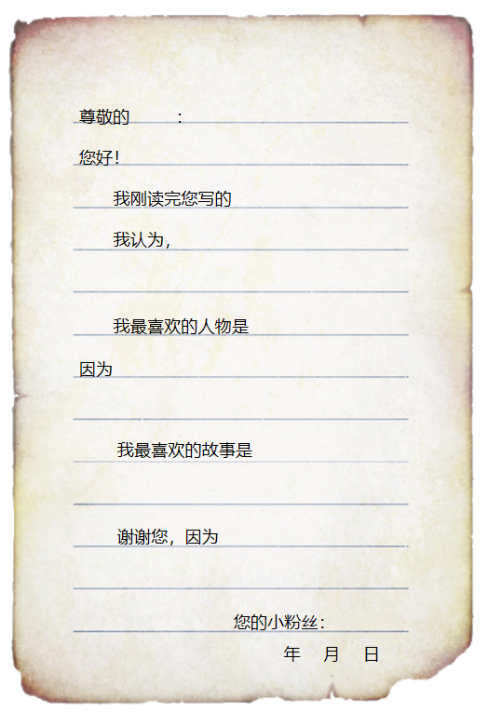 尊敬的 :
您好!
我刚读完您写的
我认为,
我最喜欢的人物是
因为
我最喜欢的故事是
谢谢您，因为
您的小粉丝：
年 月 日